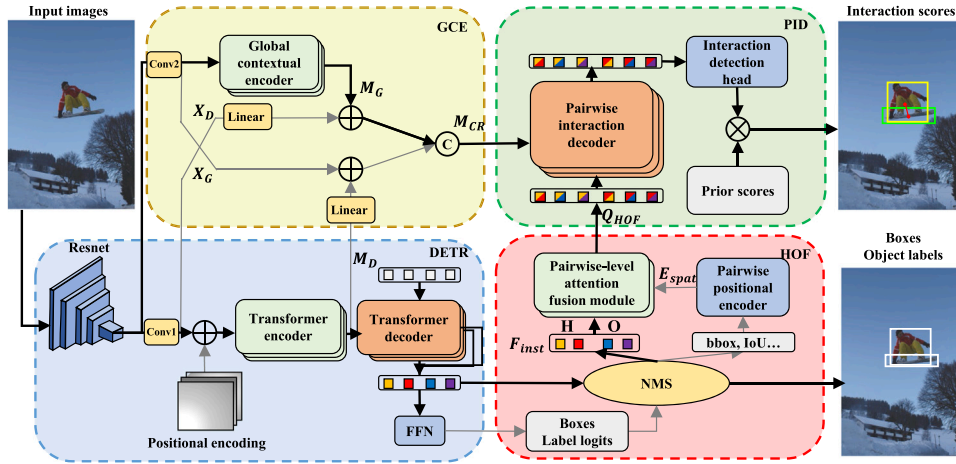 Input images
GCE
PID
Interaction scores
Conv2
Global
contextual
encoder
M_G
X_D
Linear
M_CR
C
X_G
Linear
Interaction
detection
head
Pairwise
interaction
decoder
Prior scores
Q_HOF
Resnet
M_D
DETR
Conv1
Transformer
encoder
Transformer
decoder
Positional encoding
FFN
HOF
Pairwise-level
attention
fusion module
E_spat
Pairwise
positional
encoder
H O
F_inst
bbox, IoU…
NMS
Boxes
Label logits
Boxes
Object labels